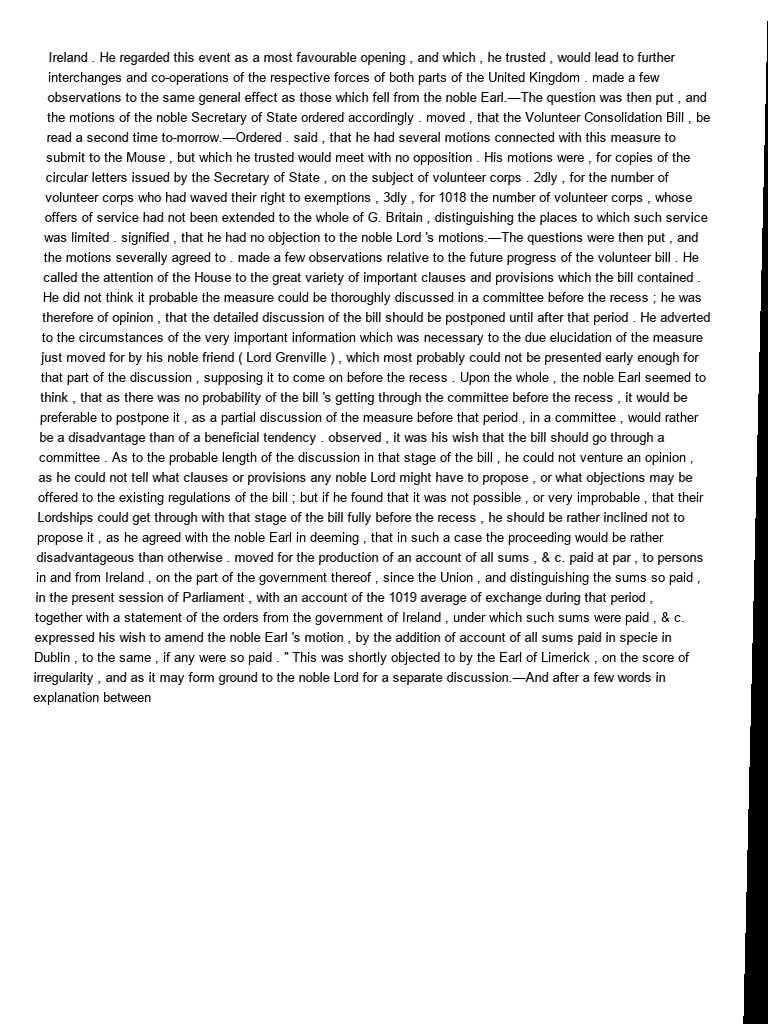 Ireland . He regarded this event as a most favourable opening , and which , he trusted , would lead to further
interchanges and co-operations of the respective forces of both parts of the United Kingdom . made a few
observations to the same general effect as those which fell from the noble Earl.—The question was then put , and
the motions of the noble Secretary of State ordered accordingly . moved , that the Volunteer Consolidation Bill , be
read a second time to-morrow.—Ordered . said , that he had several motions connected with this measure to
submit to the Mouse , but which he trusted would meet with no opposition . His motions were , for copies of the
circular letters issued by the Secretary of State , on the subject of volunteer corps . 2dly , for the number of
volunteer corps who had waved their right to exemptions , 3dly , for 1018 the number of volunteer corps , whose
offers of service had not been extended to the whole of G. Britain , distinguishing the places to which such service
was limited . signified , that he had no objection to the noble Lord 's motions.—The questions were then put , and
the motions severally agreed to . made a few observations relative to the future progress of the volunteer bill . He
called the attention of the House to the great variety of important clauses and provisions which the bill contained .
He did not think it probable the measure could be thoroughly discussed in a committee before the recess ; he was
therefore of opinion , that the detailed discussion of the bill should be postponed until after that period . He adverted
to the circumstances of the very important information which was necessary to the due elucidation of the measure
just moved for by his noble friend ( Lord Grenville ) , which most probably could not be presented early enough for
that part of the discussion , supposing it to come on before the recess . Upon the whole , the noble Earl seemed to
think , that as there was no probability of the bill 's getting through the committee before the recess , it would be
preferable to postpone it , as a partial discussion of the measure before that period , in a committee , would rather
be a disadvantage than of a beneficial tendency . observed , it was his wish that the bill should go through a
committee . As to the probable length of the discussion in that stage of the bill , he could not venture an opinion ,
as he could not tell what clauses or provisions any noble Lord might have to propose , or what objections may be
offered to the existing regulations of the bill ; but if he found that it was not possible , or very improbable , that their
Lordships could get through with that stage of the bill fully before the recess , he should be rather inclined not to
propose it , as he agreed with the noble Earl in deeming , that in such a case the proceeding would be rather
disadvantageous than otherwise . moved for the production of an account of all sums , & c. paid at par , to persons
in and from Ireland , on the part of the government thereof , since the Union , and distinguishing the sums so paid ,
in the present session of Parliament , with an account of the 1019 average of exchange during that period ,
together with a statement of the orders from the government of Ireland , under which such sums were paid , & c.
expressed his wish to amend the noble Earl 's motion , by the addition of account of all sums paid in specie in
Dublin , to the same , if any were so paid . " This was shortly objected to by the Earl of Limerick , on the score of
irregularity , and as it may form ground to the noble Lord for a separate discussion.—And after a few words in
explanation between